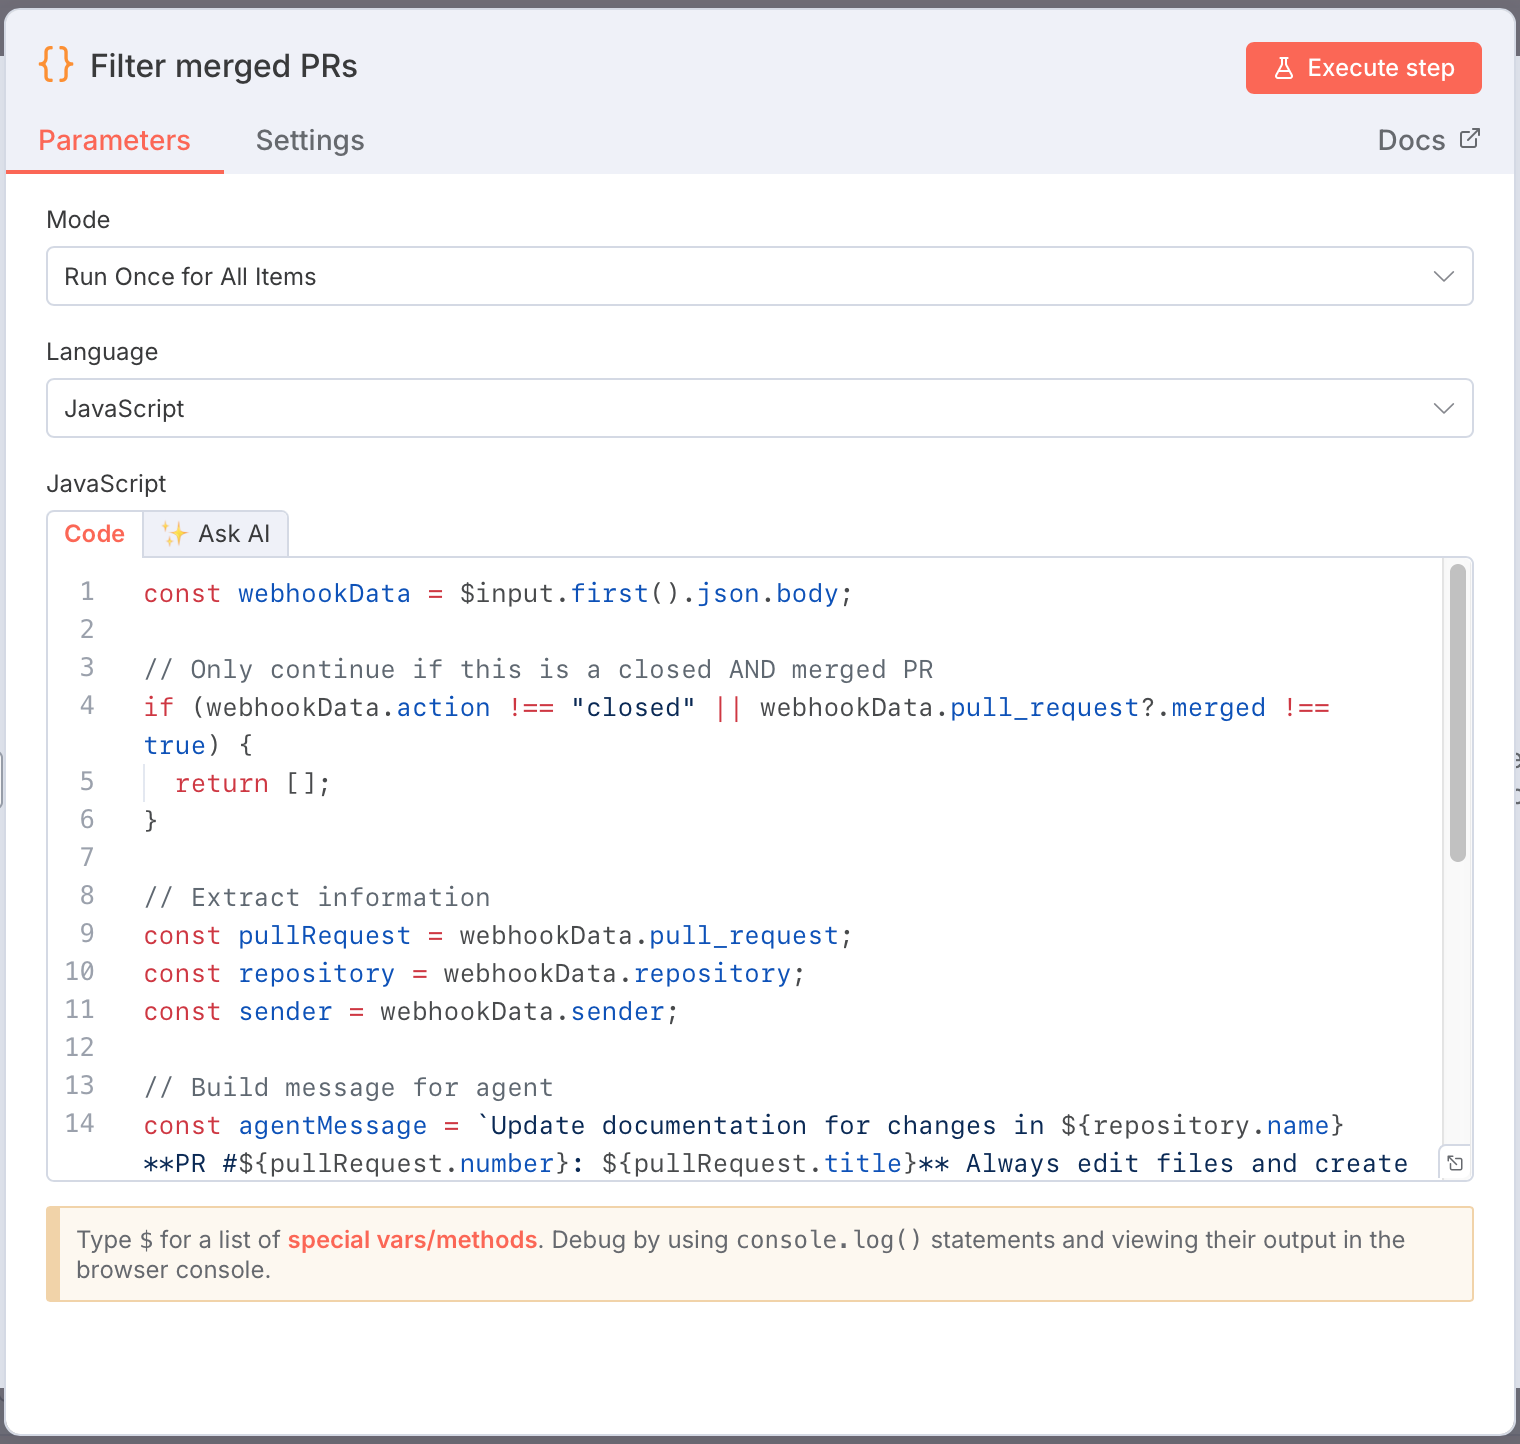 {} Filter merged PRs
Execute step
Parameters
Settings
Docs
Mode
Run Once for All Items
Language
JavaScript
JavaScript
Code
Ask AI
1 const webhookData = $input.first().json.body;
2
3 // Only continue if this is a closed AND merged PR
4 if (webhookData.action !== "closed" || webhookData.pull_request?.merged !==
true) {
5 return [];
6 }
7
8 // Extract information
9 const pullRequest = webhookData.pull_request;
10 const repository = webhookData.repository;
11 const sender = webhookData.sender;
12
13 // Build message for agent
14 const agentMessage = `Update documentation for changes in ${repository.name}
**PR #${pullRequest.number}: ${pullRequest.title}** Always edit files and create
Type $ for a list of special vars/methods. Debug by using console.log() statements and viewing their output in the
browser console.